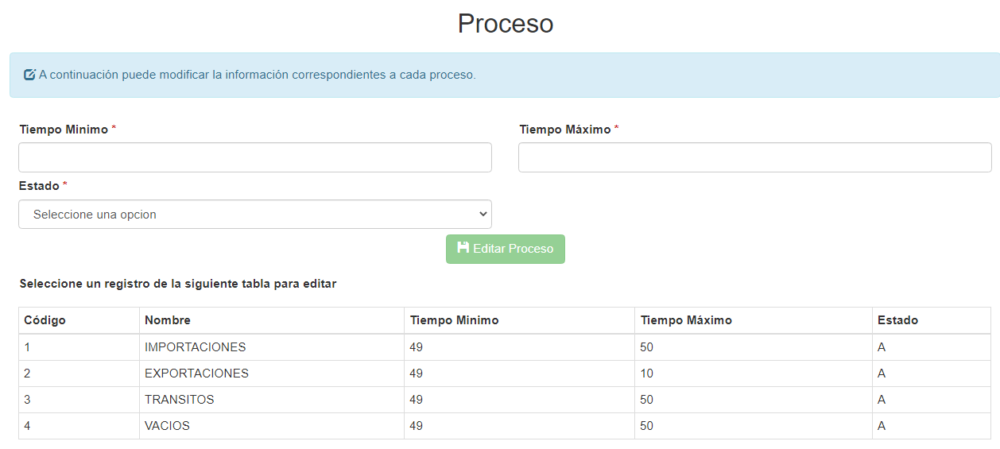 Proceso
A continuación puede modificar la información correspondientes a cada proceso.
Tiempo Minimo * Tiempo Máximo *
Estado *
Seleccione una opcion
Editar Proceso
Seleccione un registro de la siguiente tabla para editar
Código Nombre Tiempo Minimo Tiempo Máximo Estado
1 IMPORTACIONES 49 50 A
2 EXPORTACIONES 49 10 A
3 TRANSITOS 49 50 A
4 VACIOS 49 50 A